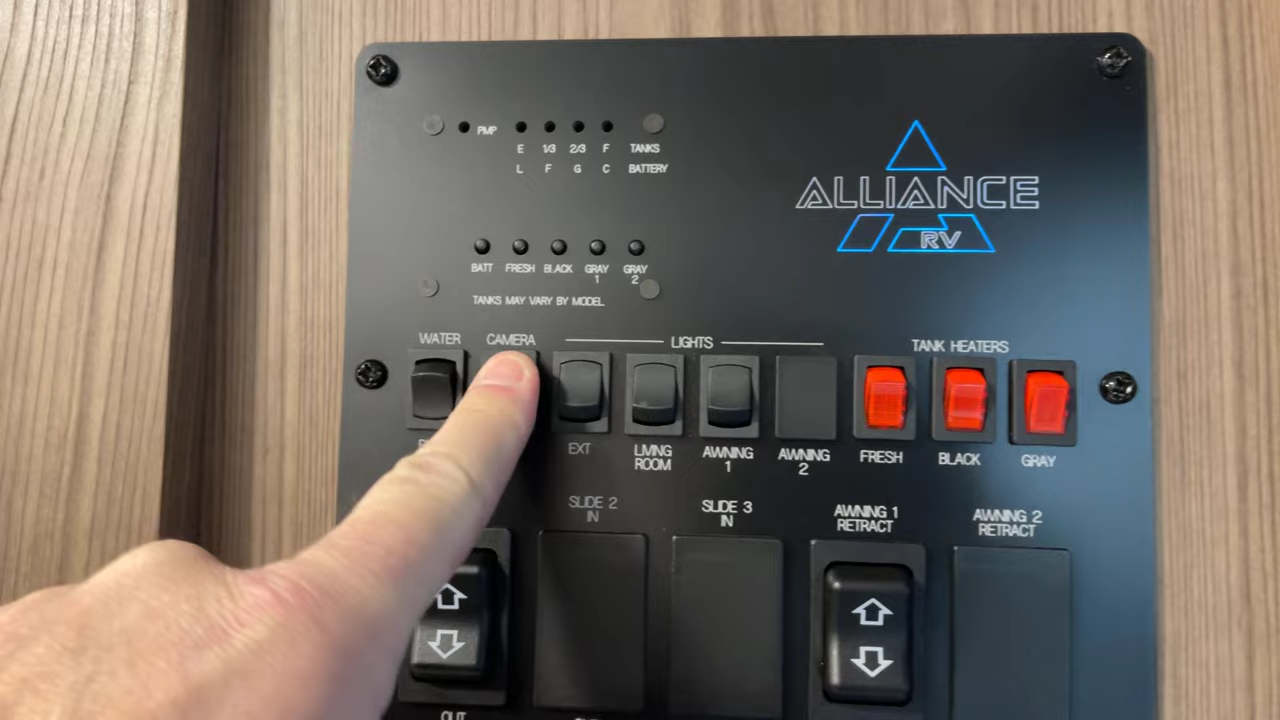 PMP
E 1/3 2/3 F TANKS
L F G C BATTERY
ALLIANCE
RV
BATT FRESH BLACK GRAY 1 GRAY 2
TANKS MAY VARY BY MODEL
WATER CAMERA LIGHTS TANK HEATERS
EXT LIVING ROOM AWNING 1 AWNING 2 FRESH BLACK GRAY
SLIDE 2 IN
SLIDE 3 IN
AWNING 1 RETRACT
AWNING 2 RETRACT
OUT